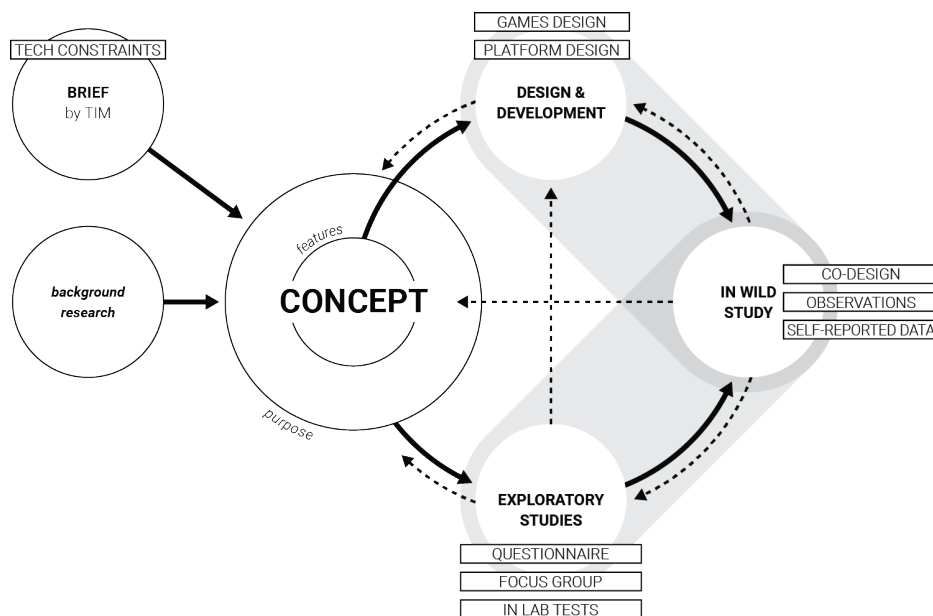 TECH CONSTRAINTS
BRIEF
by TIM
background
research
features
CONCEPT
purpose
GAMES DESIGN
PLATFORM DESIGN
DESIGN &
DEVELOPMENT
IN WILD
STUDY
CO-DESIGN
OBSERVATIONS
SELF-REPORTED DATA
EXPLORATORY
STUDIES
QUESTIONNAIRE
FOCUS GROUP
IN LAB TESTS